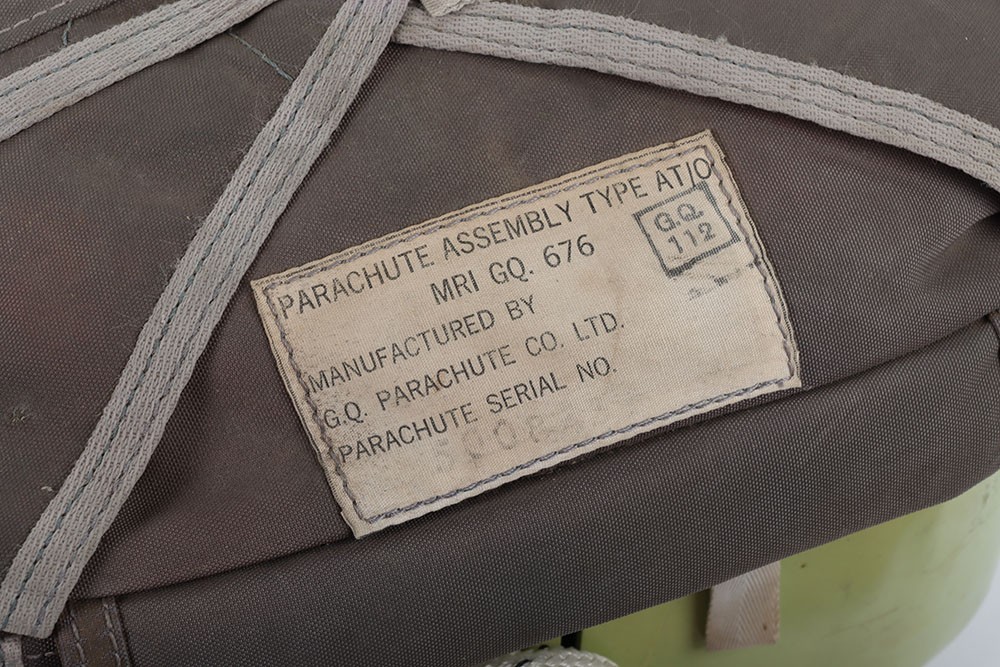 PARACHUTE ASSEMBLY TYPE AT/O
MRI GQ. 676
G.Q.
112
MANUFACTURED BY
G.Q. PARACHUTE CO. LTD.
PARACHUTE SERIAL NO.